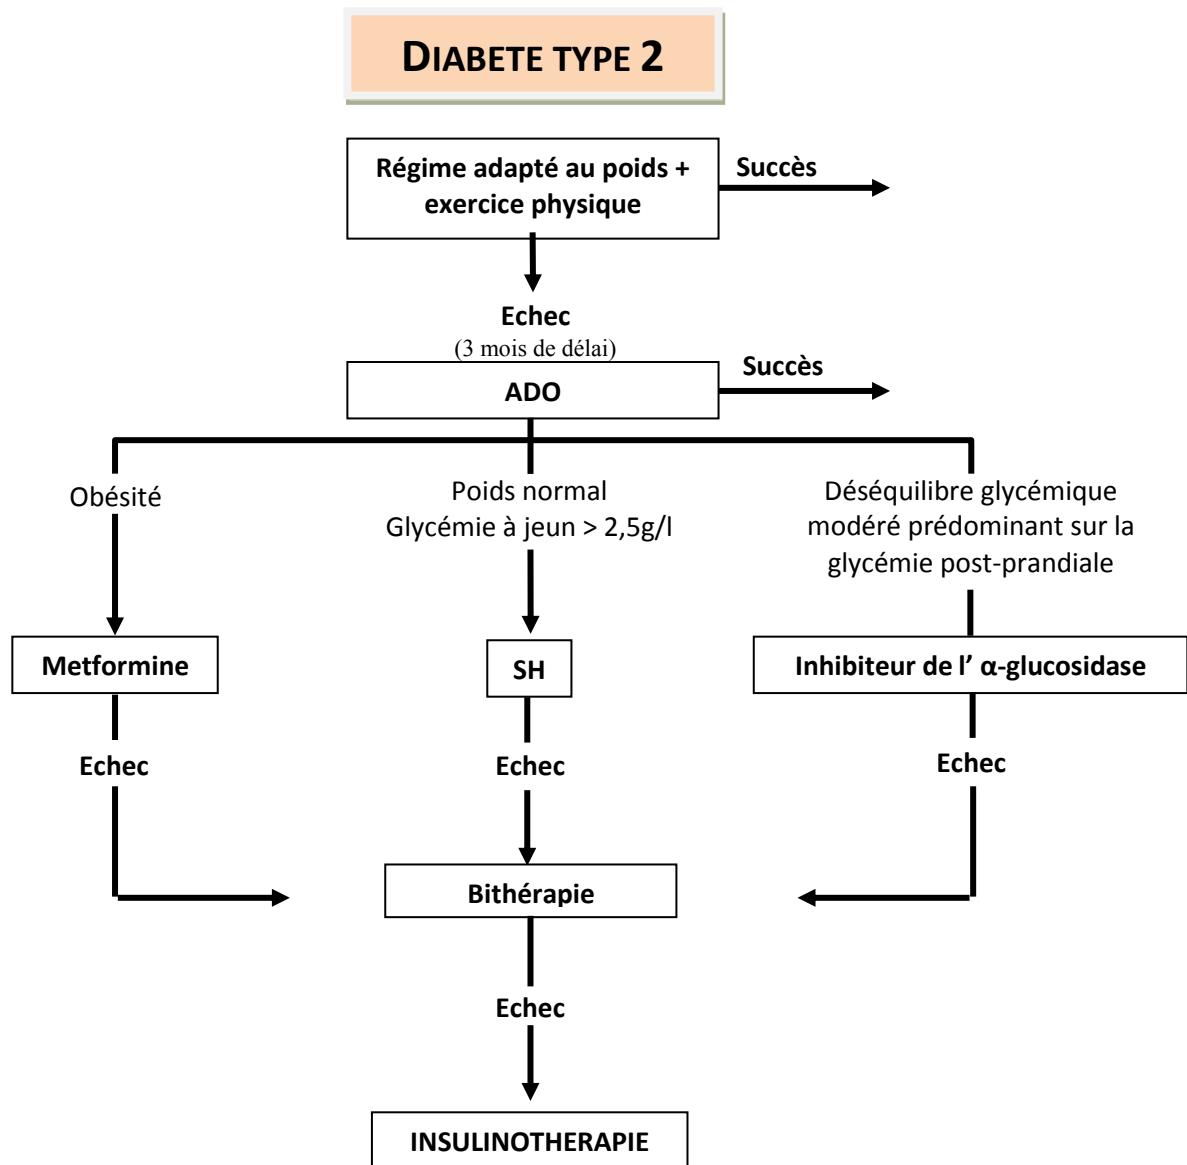 DIABETE TYPE 2
Régime adapté au poids +
exercice physique
Succès
Echec
(3 mois de délai)
ADO
Succès
Obésité
Poids normal
Glycémie à jeun > 2,5g/l
Déséquilibre glycémique
modéré prédominant sur la
glycémie post-prandiale
Metformine
SH
Inhibiteur de l' α-glucosidase
Echec
Echec
Echec
Bithérapie
Echec
INSULINOTHERAPIE